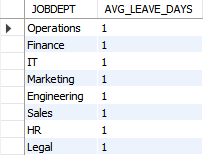 JOBDEPT AVG_LEAVE_DAYS
Operations 1
Finance 1
IT 1
Marketing 1
Engineering 1
Sales 1
HR 1
Legal 1